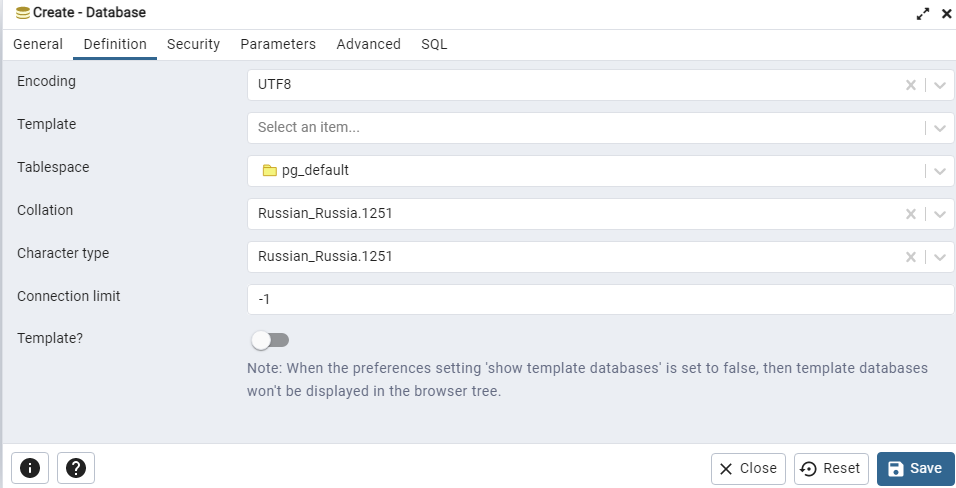 Create - Database
General Definition Security Parameters Advanced SQL
Encoding UTF8
Template Select an item...
Tablespace pg_default
Collation Russian_Russia.1251
Character type Russian_Russia.1251
Connection limit -1
Template?
Note: When the preferences setting 'show template databases' is set to false, then template databases
won't be displayed in the browser tree.
Close Reset Save